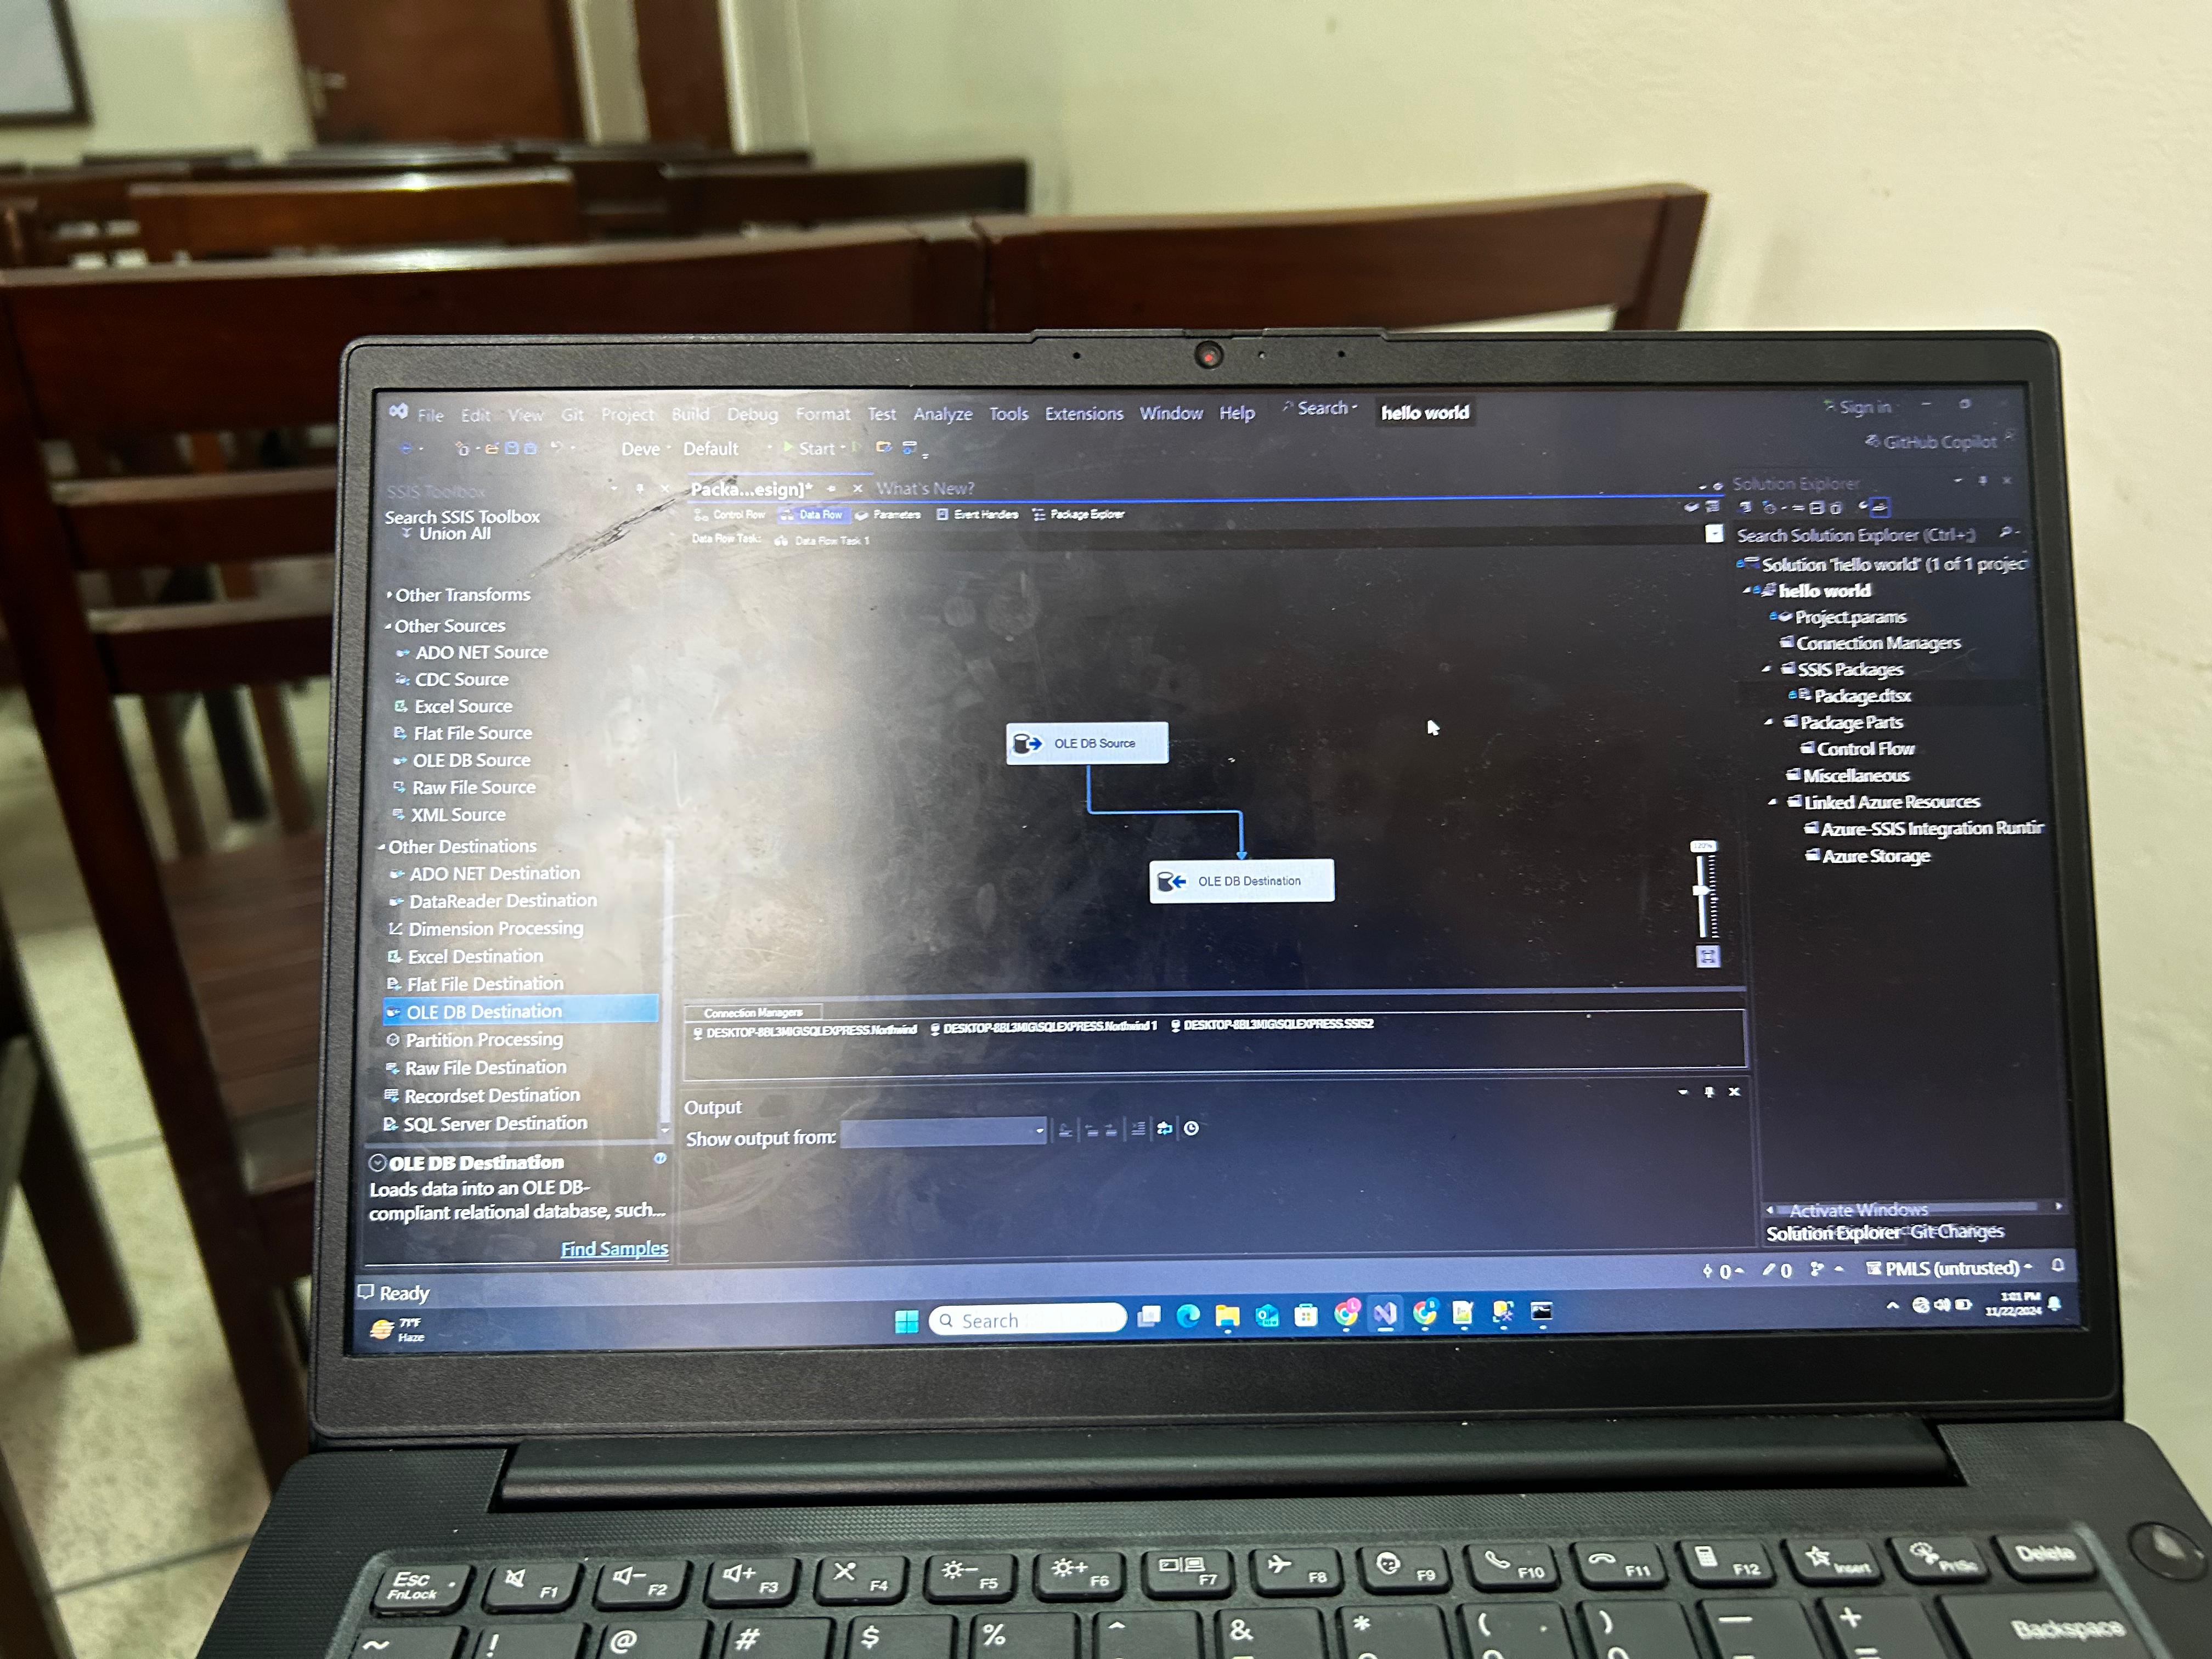 File Edit View Git Project Build Debug Format Test Analyze Tools Extensions Window Help Search hello world Sign in
Deve Default Start GitHub Copilot
SSIS Toolbox
Search SSIS Toolbox
Union All
Other Transforms
Other Sources
ADO NET Source
CDC Source
Excel Source
Flat File Source
OLE DB Source
Raw File Source
XML Source
Other Destinations
ADO NET Destination
DataReader Destination
Dimension Processing
Excel Destination
Flat File Destination
OLE DB Destination
Partition Processing
Raw File Destination
Recordset Destination
SQL Server Destination
OLE DB Destination
Loads data into an OLE DB-
compliant relational database, such...
Find Samples
Packa...esign]* What's New?
Control Flow Data Flow Parameters Event Handlers Package Explorer
Data Flow Task: Data Flow Task 1
OLE DB Source
OLE DB Destination
Connection Managers
DESKTOP-8BL3MIG\SQLEXPRESS.Northwind DESKTOP-8BL3MIG\SQLEXPRESS.Northwind 1 DESKTOP-8BL3MIG\SQLEXPRESS.SSIS2
Output
Show output from:
Solution Explorer
Search Solution Explorer (Ctrl+;)
Solution 'hello world' (1 of 1 project
hello world
Project.params
Connection Managers
SSIS Packages
Package.dtsx
Package Parts
Control Flow
Miscellaneous
Linked Azure Resources
Azure-SSIS Integration Runtir
Azure Storage
Activate Windows
Solution Explorer Git Changes
Ready 0 0 PMLS (untrusted)
71°F
Haze
Search
1:01 PM
11/22/2024
Esc FnLock F1 F2 F3 F4 F5 F6 F7 F8 F9 F10 F11 F12 Insert PrtSc Delete
~ ! @ # $ % ^ & * ( ) — + Backspace